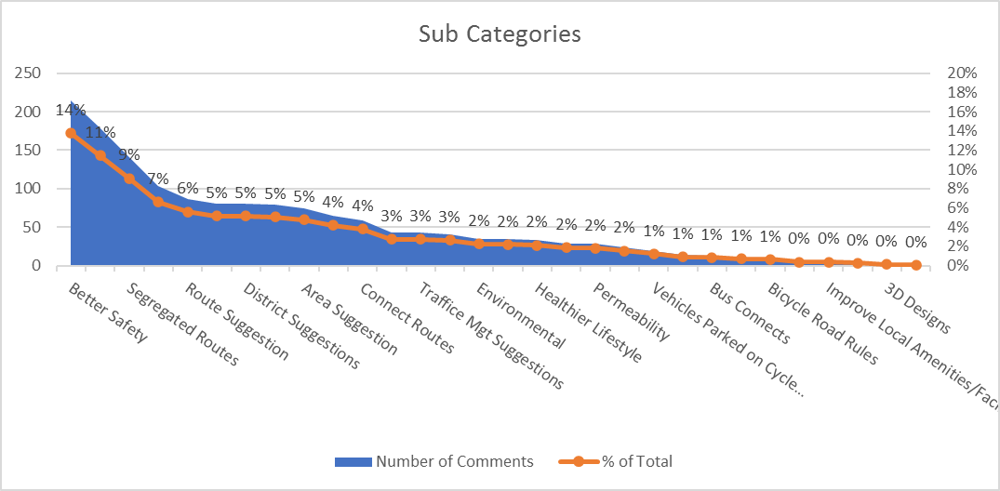 Sub Categories
250
200
150
100
50
0
20%
18%
16%
14%
12%
10%
8%
6%
4%
2%
0%
14%
11%
9%
7%
6%
5%
5%
5%
5%
4%
4%
3%
3%
3%
2%
2%
2%
2%
2%
2%
1%
1%
1%
1%
1%
0%
0%
0%
0%
0%
Better Safety
Segregated Routes
Route Suggestion
District Suggestions
Area Suggestion
Connect Routes
Traffic Mgt Suggestions
Environmental
Healthier Lifestyle
Permeability
Vehicles Parked on Cycle...
Bus Connects
Bicycle Road Rules
Improve Local Amenities/Faci
3D Designs
Number of Comments
% of Total